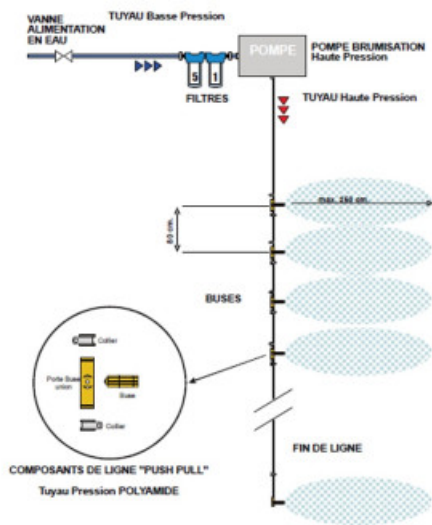 TUYAU Basse Pression
VANNE
ALIMENTATION
EN EAU
POMPE
POMPE BRUMISATION
Haute Pression
5 1
FILTRES
TUYAU Haute Pression
max. 250 cm.
80 cm.
BUSES
Collier
Porte Buse
union
Buse
Collier
FIN DE LIGNE
COMPOSANTS DE LIGNE "PUSH PULL"
Tuyau Pression POLYAMIDE